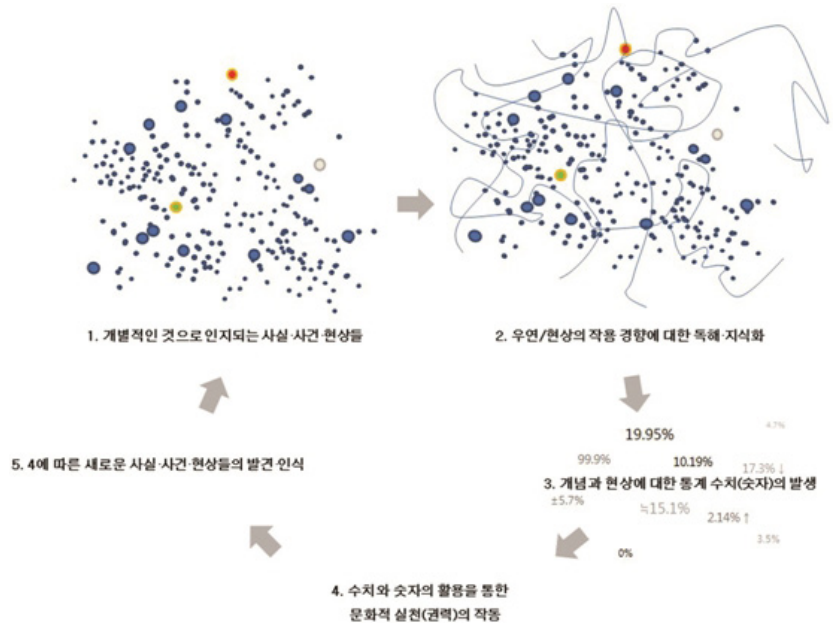 1. 개별적인 것으로 인지되는 사실·사건·현상들
2. 우연/현상의 작용 경향에 대한 독해·지식화
19.95%
4.7%
99.9%
10.19%
17.3% ↓
3. 개념과 현상에 대한 통계 수치(숫자)의 발생
±5.7%
≒15.1%
2.14% ↑
3.5%
0%
4. 수치와 숫자의 활용을 통한
문화적 실천(권력)의 작동
5. 4에 따른 새로운 사실·사건·현상들의 발견·인식